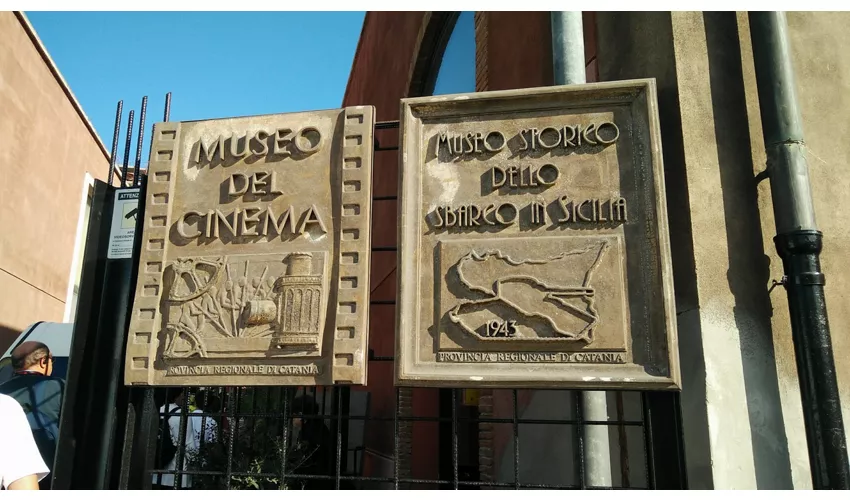 MUSEO
DEL
CINEMA
PROVINCIA REGIONALE DI CATANIA
MUSEO STORICO
DELLO
SBARCO IN SICILIA
1943
PROVINCIA REGIONALE DI CATANIA